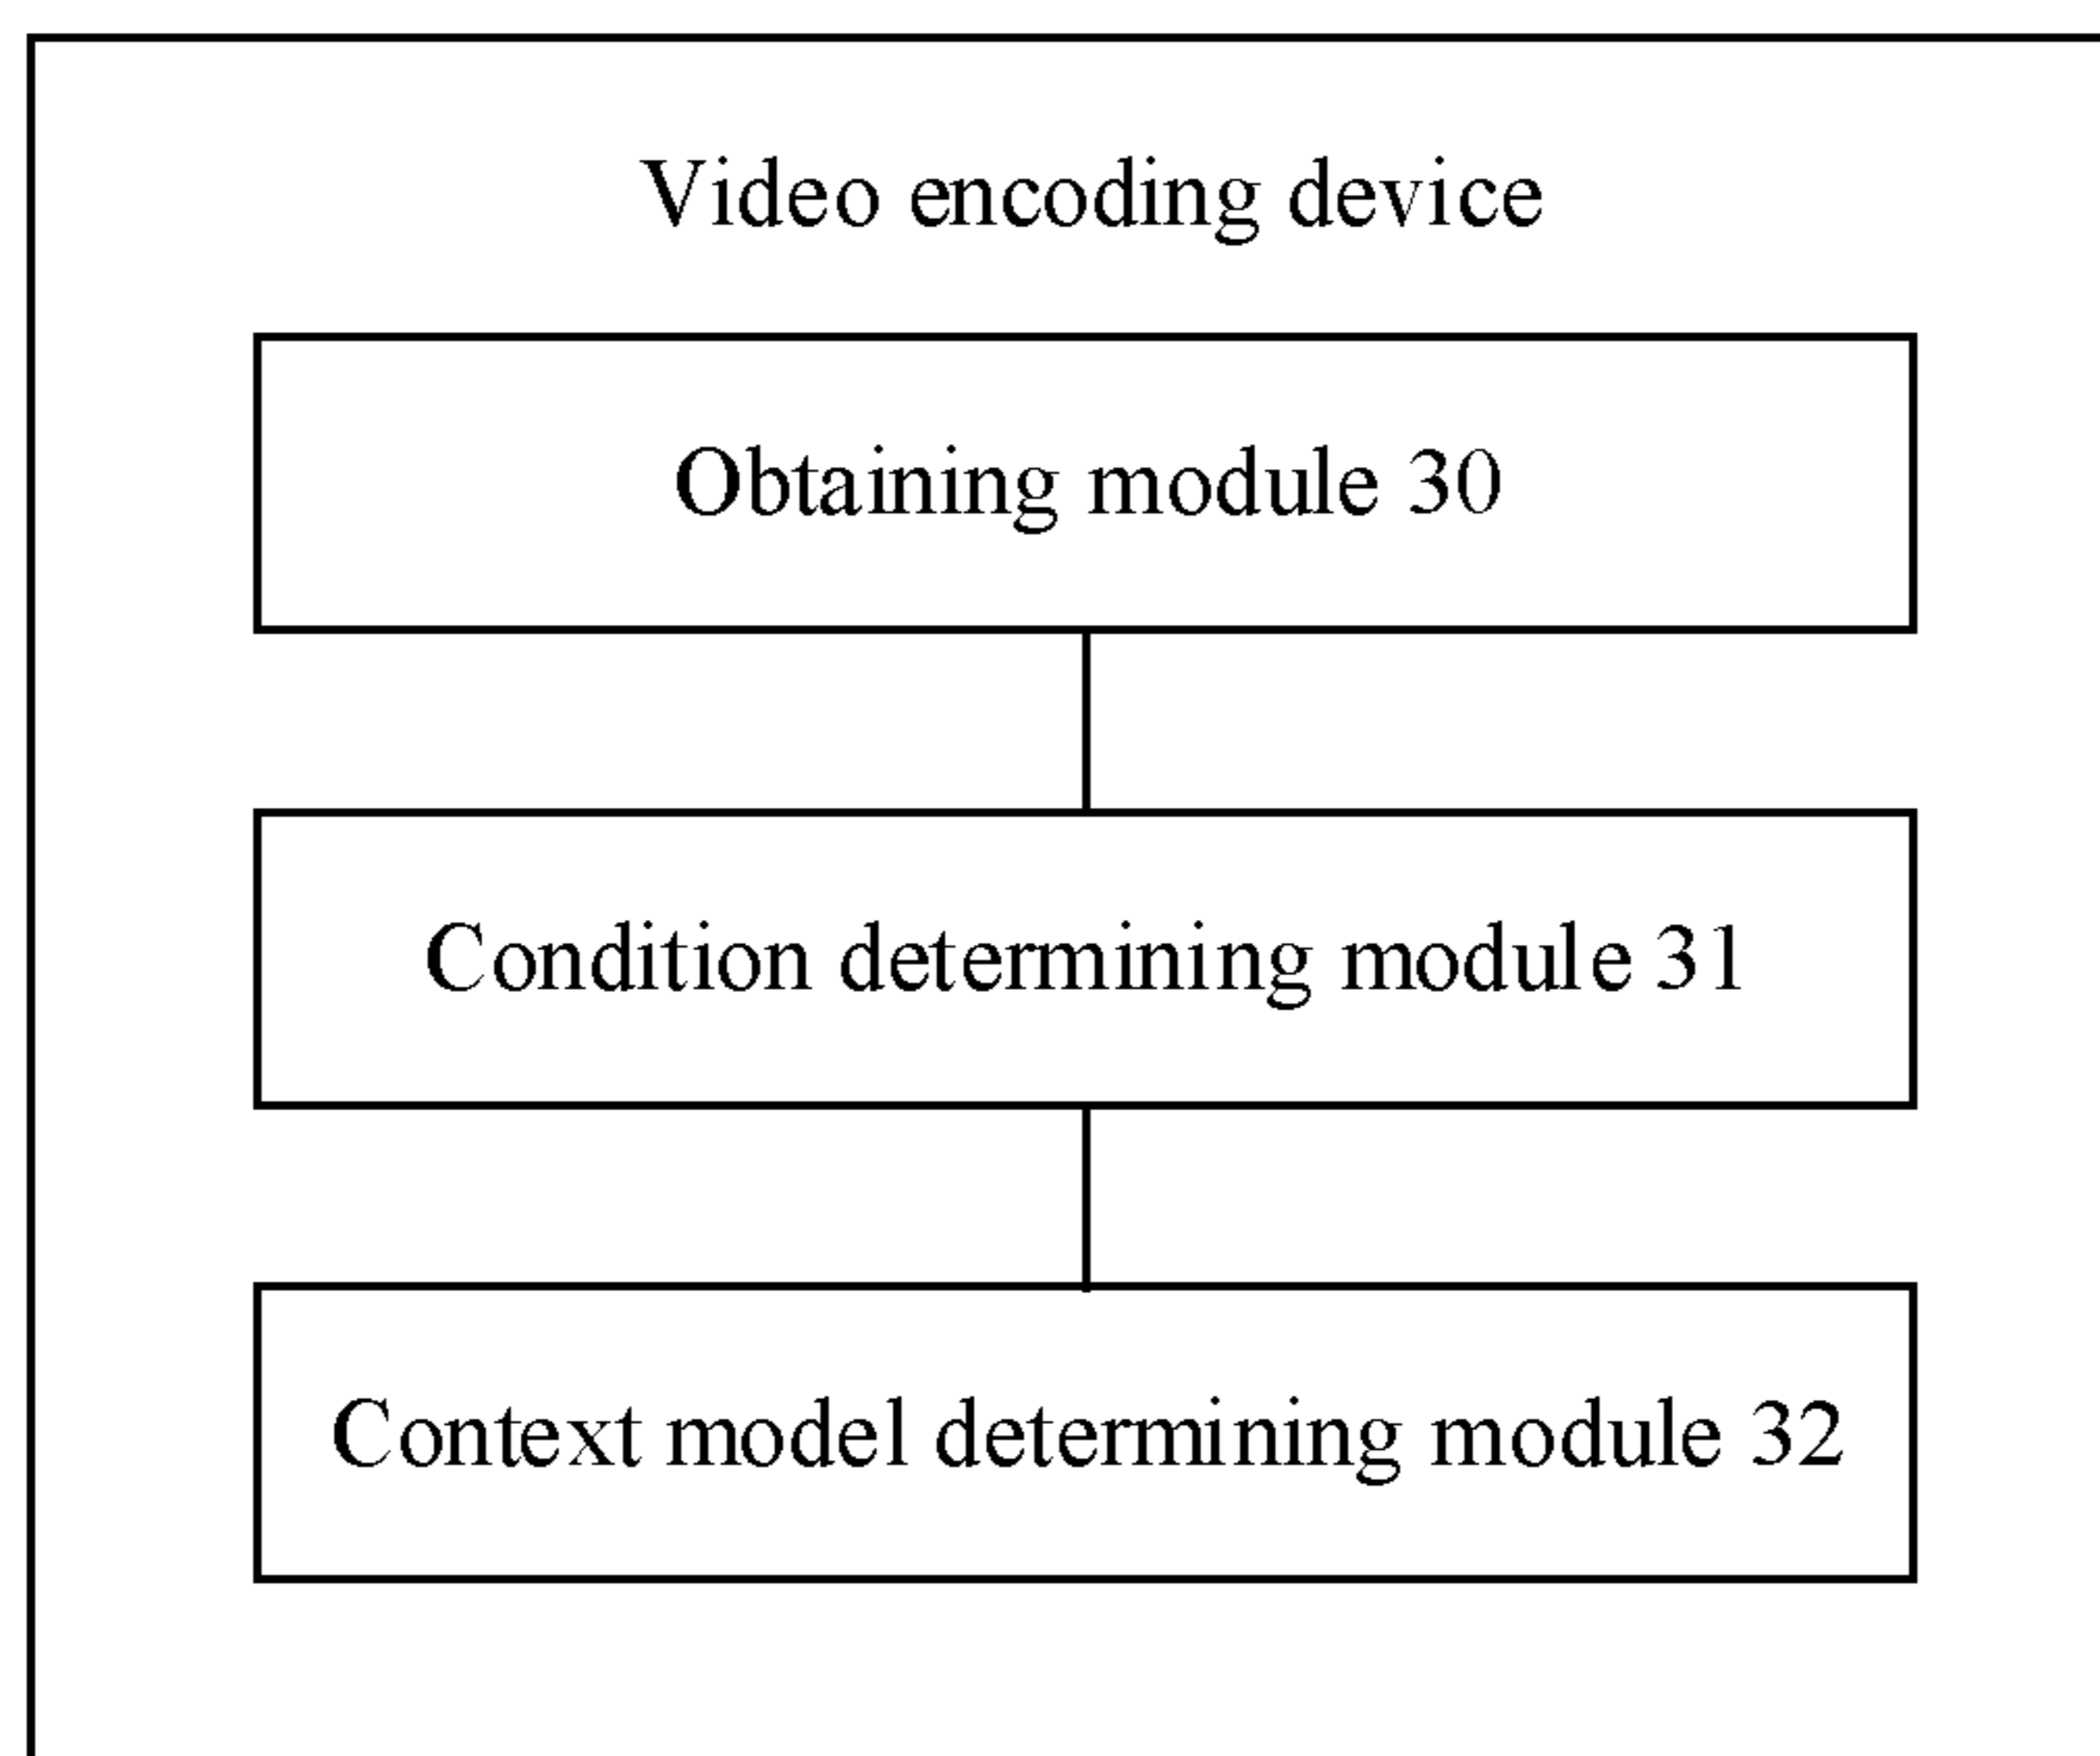 Video encoding device
Obtaining module 30
Condition determining module 31
Context model determining module 32